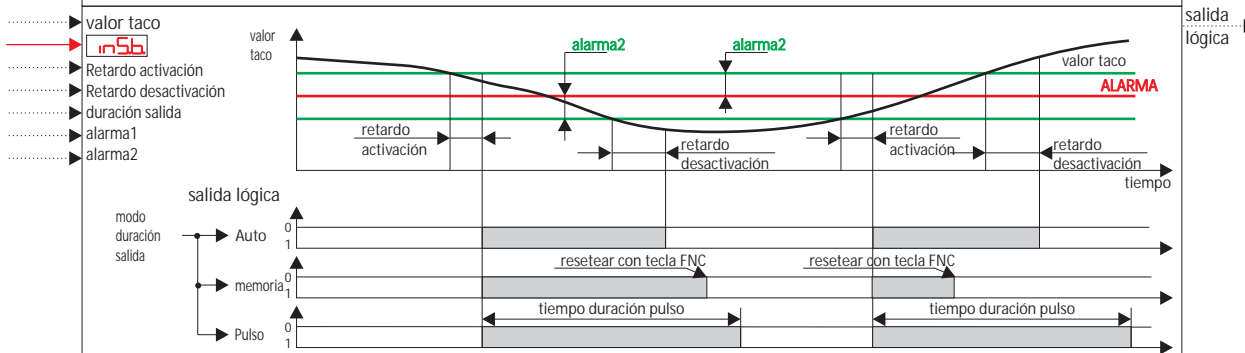 valor taco
inS.b.
Retardo activación
Retardo desactivación
duración salida
alarma1
alarma2
salida
lógica
valor
taco
alarma2
alarma2
valor taco
ALARMA
retardo
activación
retardo
desactivación
retardo
activación
retardo
desactivación
tiempo
salida lógica
modo
duración
salida
Auto
0
1
resetear con tecla FNC
resetear con tecla FNC
memoria
0
1
tiempo duración pulso
tiempo duración pulso
Pulso
0
1